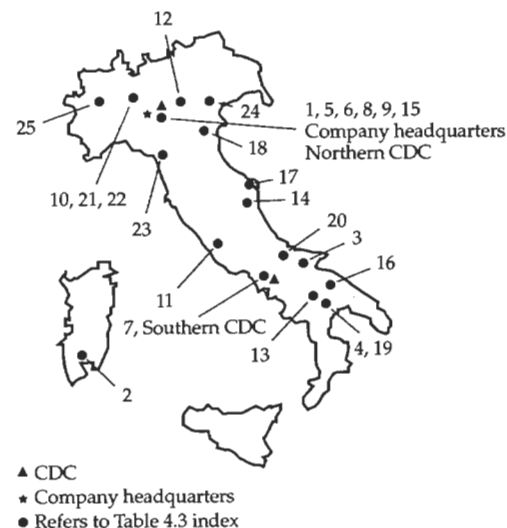 12
25
24
1, 5, 6, 8, 9, 15
Company headquarters
Northern CDC
18
17
10, 21, 22
14
23
20
3
16
11
7, Southern CDC
13
4, 19
2
▲ CDC
★ Company headquarters
● Refers to Table 4.3 index